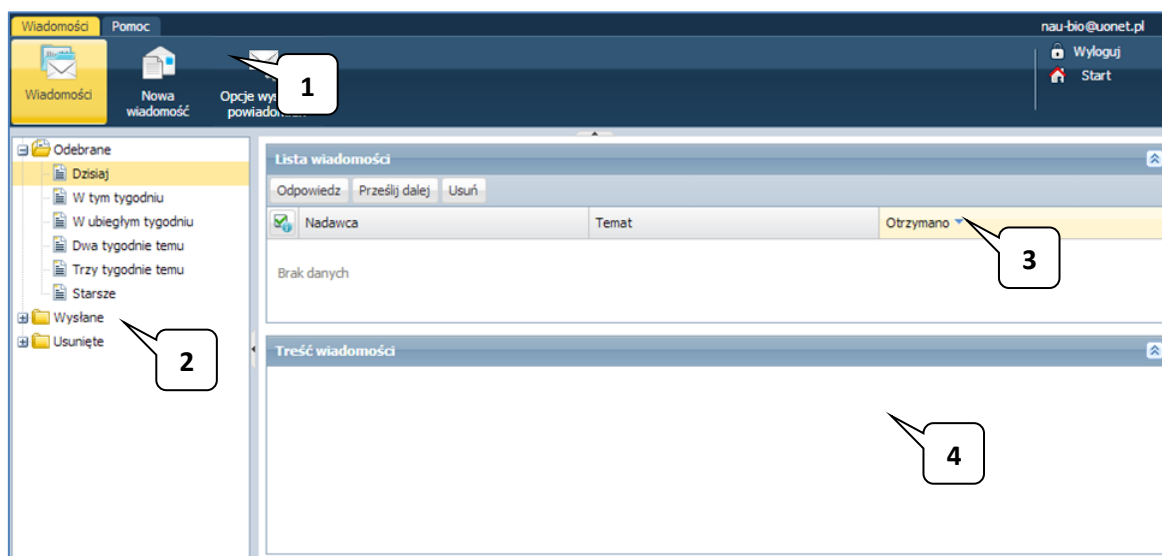 Wiadomości Pomoc nau-bio@uonet.pl
Wyloguj
Start
Wiadomości
Nowa
wiadomość
Opcje
1
Odebrane
Dzisiaj
W tym tygodniu
W ubiegłym tygodniu
Dwa tygodnie temu
Trzy tygodnie temu
Starsze
Wysłane
Usunięte
2
Lista wiadomości
Odpowiedz Prześlij dalej Usuń
Nadawca Temat Otrzymano
3
Brak danych
Treść wiadomości
4